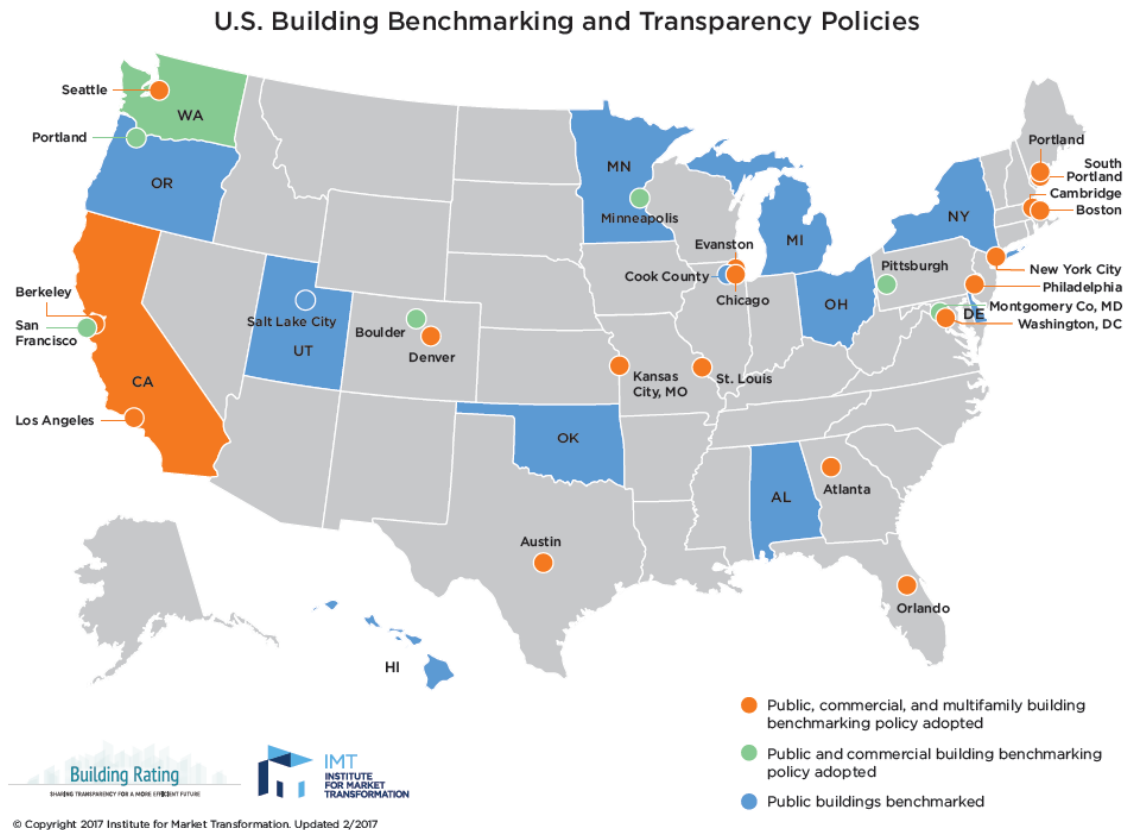 U.S. Building Benchmarking and Transparency Policies
Seattle
WA
Portland
OR
MN
Minneapolis
Portland
South
Portland
Cambridge
Boston
NY
MI
Evanston
Cook County
Chicago
Pittsburgh
New York City
Philadelphia
Montgomery Co, MD
DE
Washington, DC
OH
Berkeley
San
Francisco
Salt Lake City
UT
Boulder
Denver
CA
Los Angeles
Kansas
City, MO
St. Louis
OK
AL
Atlanta
Austin
Orlando
HI
Public, commercial, and multifamily building
benchmarking policy adopted
Public and commercial building benchmarking
policy adopted
Public buildings benchmarked
Building Rating
SHARING TRANSPARENCY FOR A MORE EFFICIENT FUTURE
IMT
INSTITUTE
FOR MARKET
TRANSFORMATION
© Copyright 2017 Institute for Market Transformation. Updated 2/2017